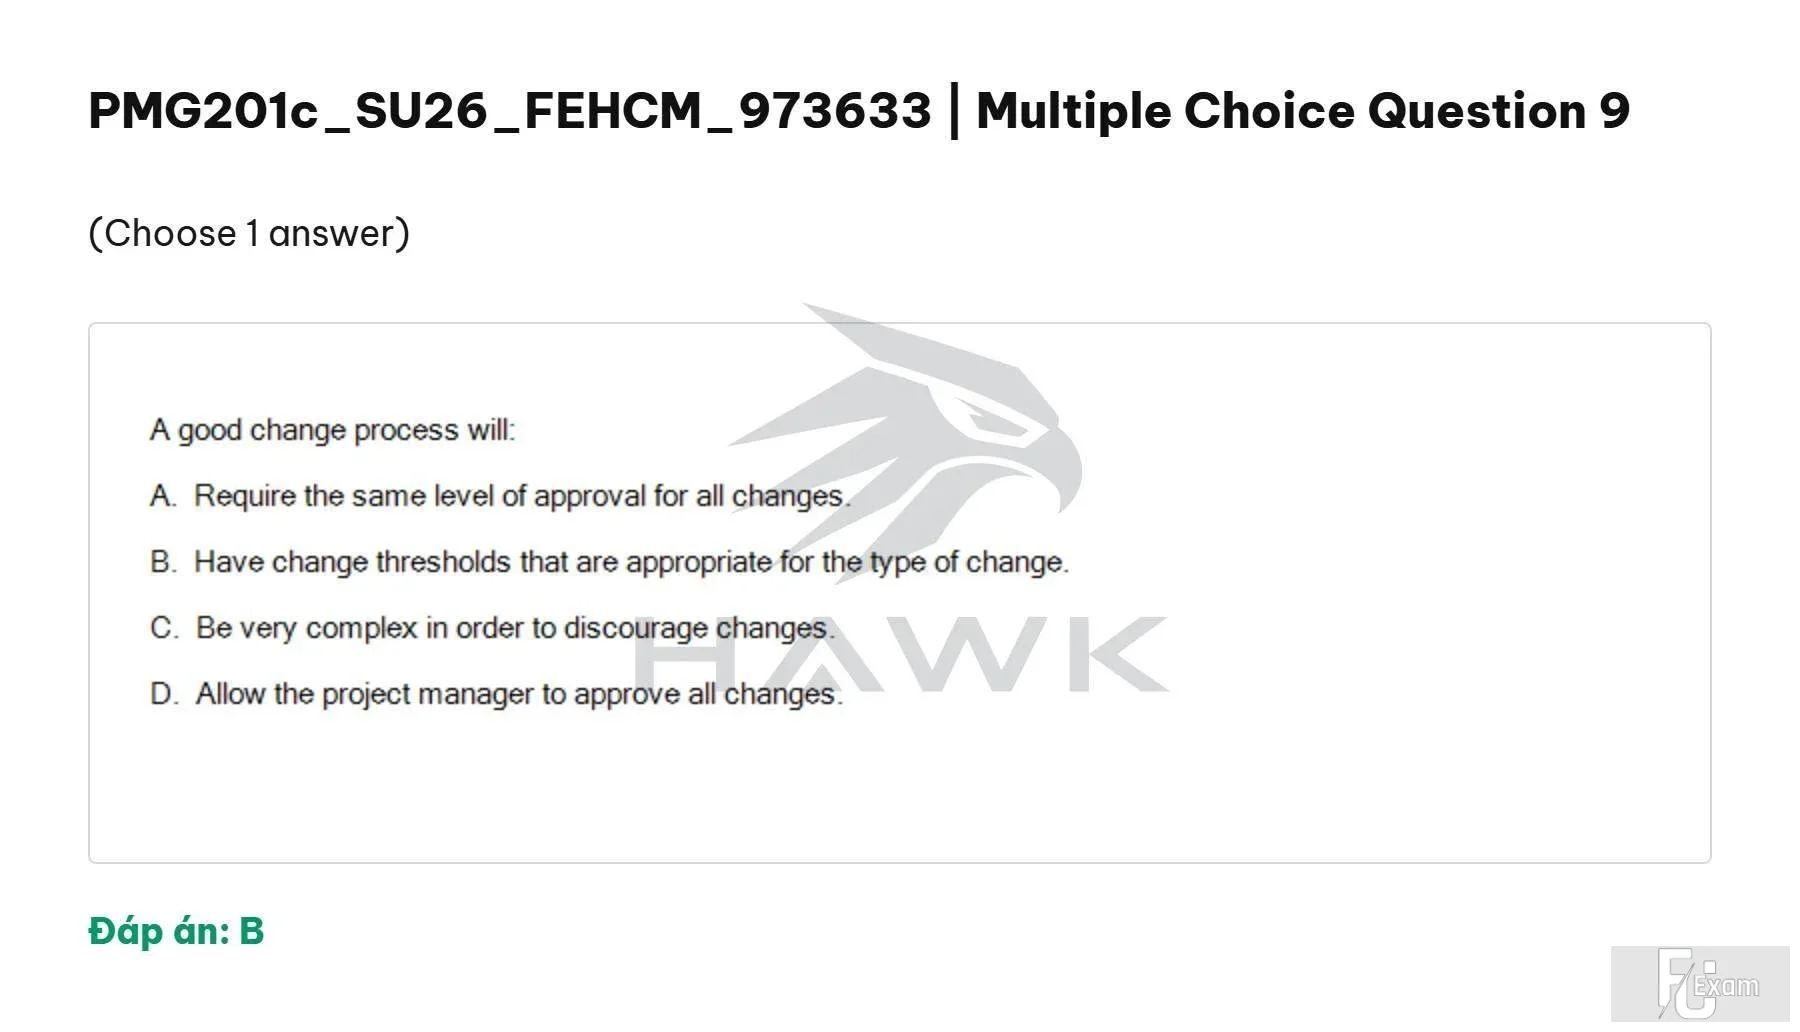 PMG201c_SU26_FEHCM_973633 | Multiple Choice Question 9
(Choose 1 answer)
A good change process will:
A. Require the same level of approval for all changes.
B. Have change thresholds that are appropriate for the type of change.
C. Be very complex in order to discourage changes.
D. Allow the project manager to approve all changes.
HAWK
Đáp án: B
FU Exam